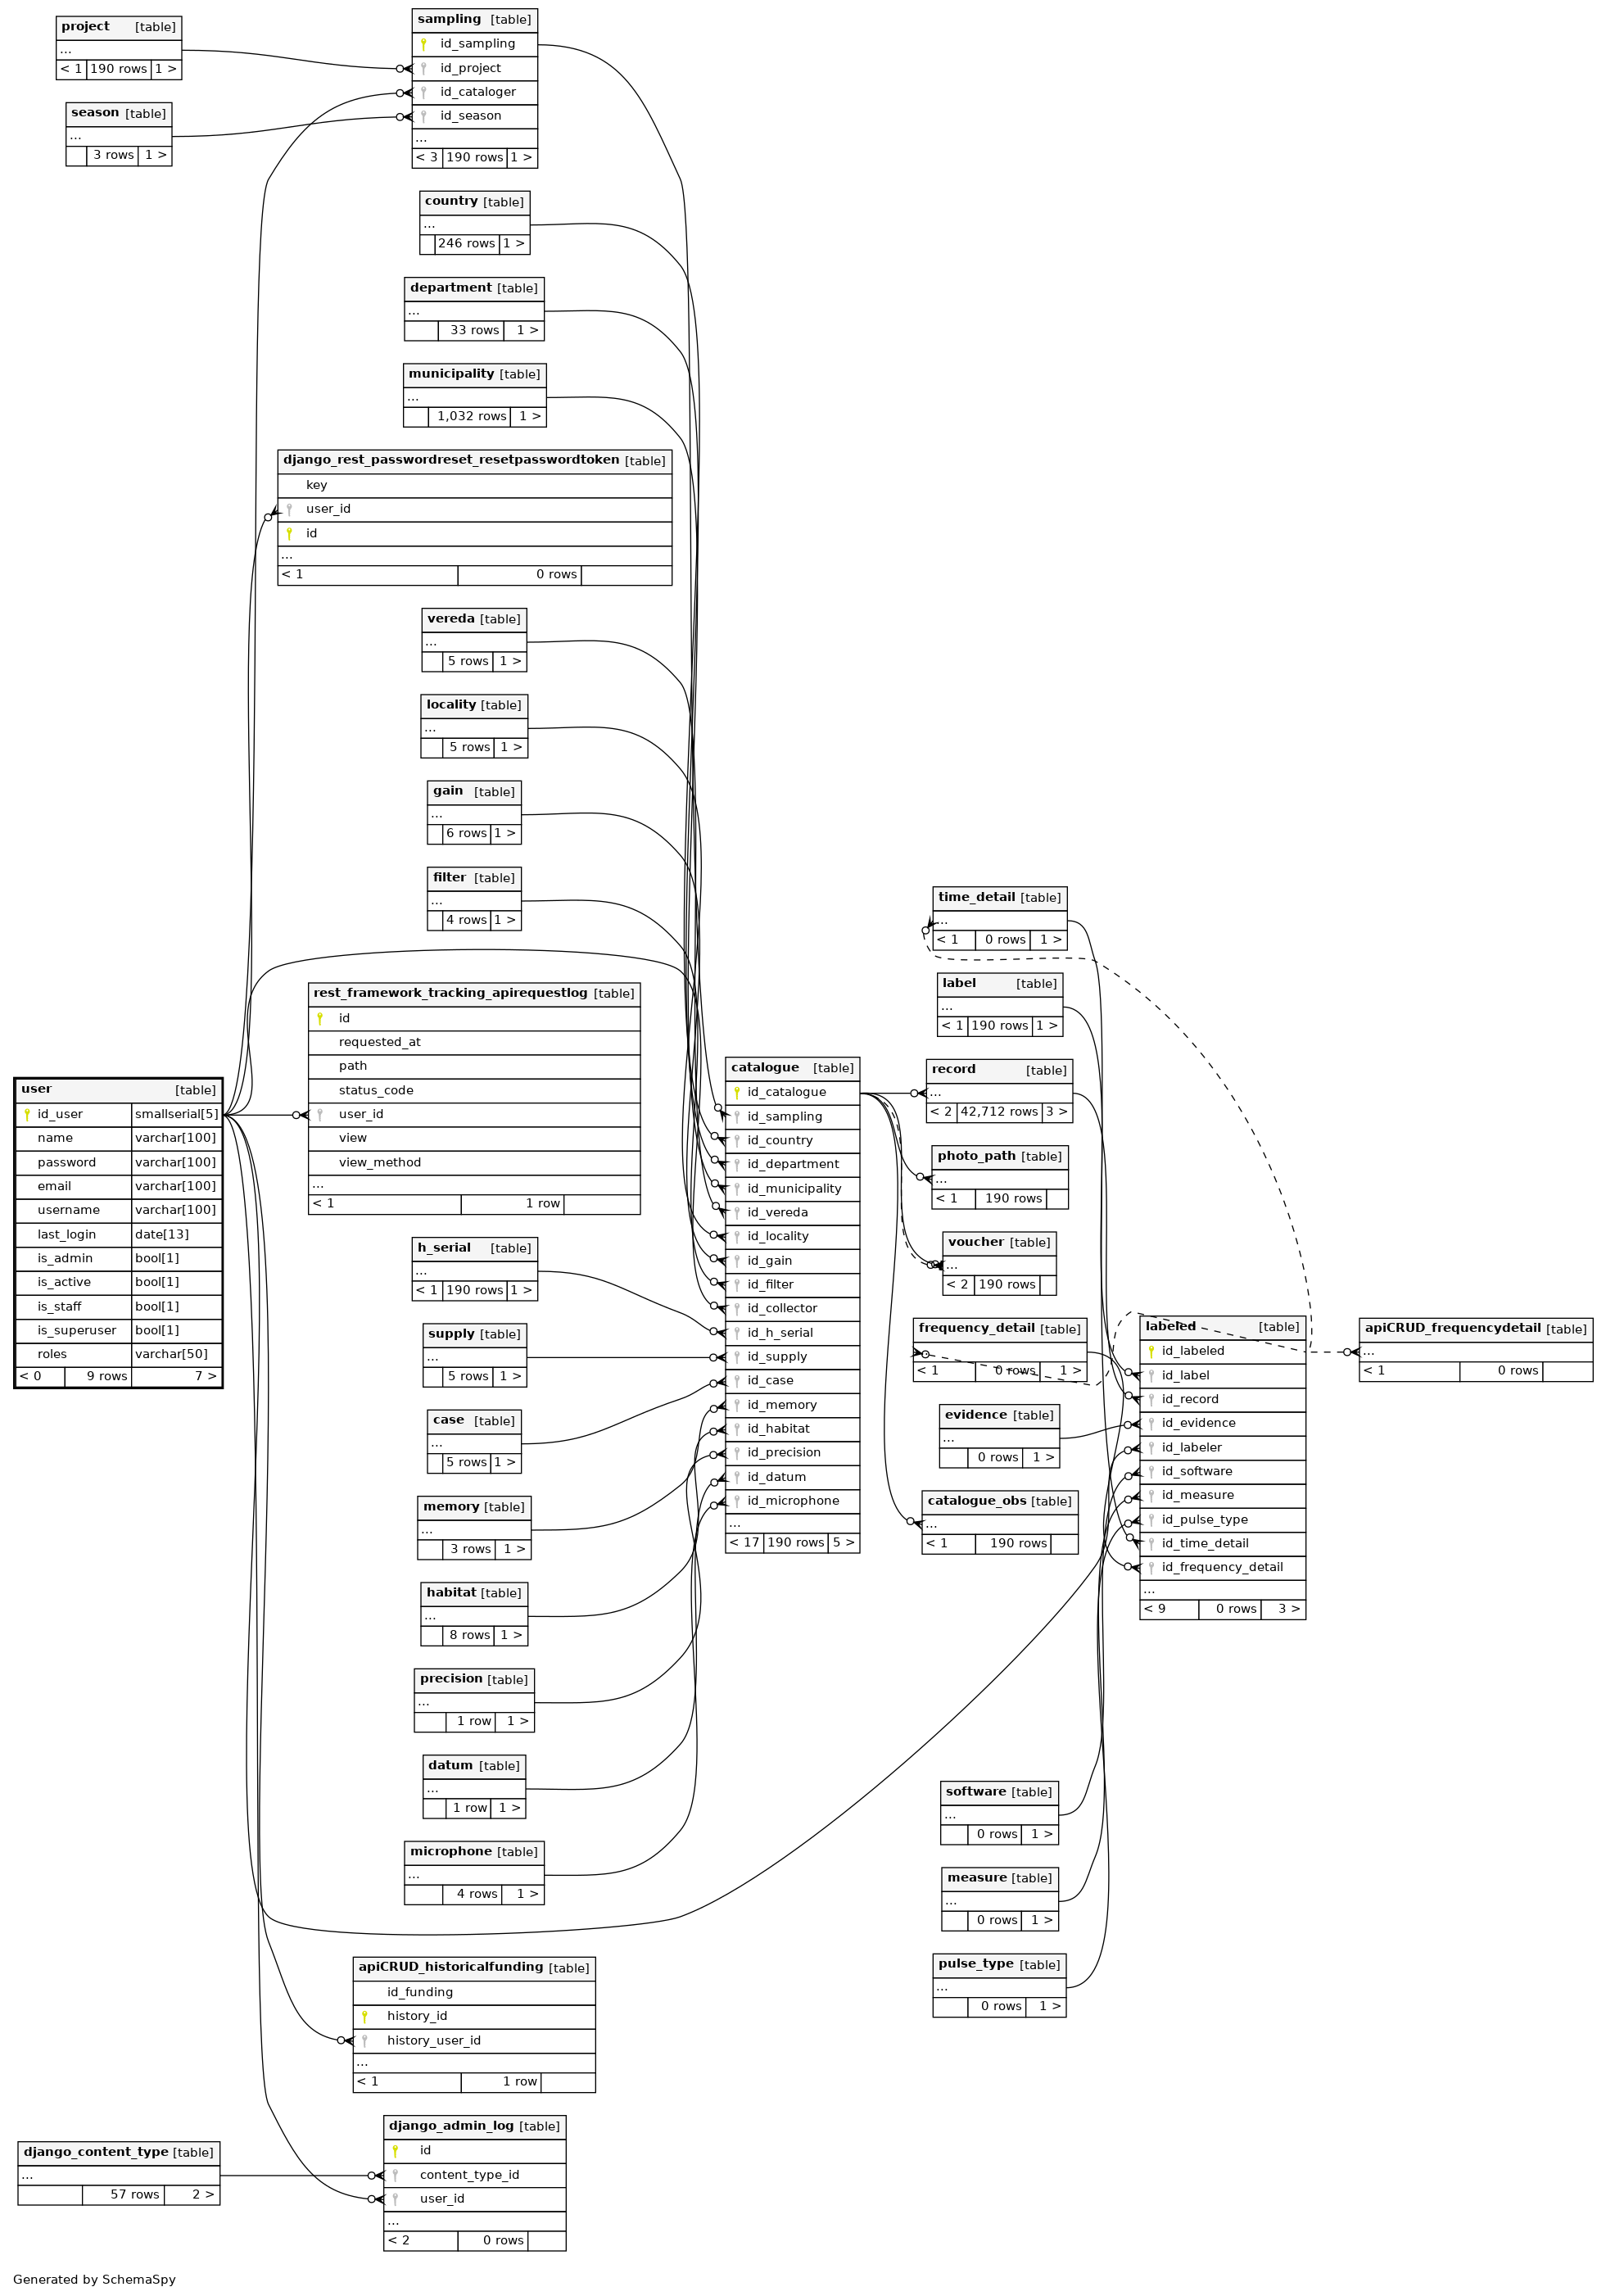 project [table]
...
< 1 190 rows 1 >
season [table]
...
3 rows 1 >
sampling [table]
id_sampling
id_project
id_cataloger
id_season
...
< 3 190 rows 1 >
country [table]
...
246 rows 1 >
department [table]
...
33 rows 1 >
municipality [table]
...
1,032 rows 1 >
django_rest_passwordreset_resetpasswordtoken [table]
key
user_id
id
...
< 1 0 rows
vereda [table]
...
5 rows 1 >
locality [table]
...
5 rows 1 >
gain [table]
...
6 rows 1 >
filter [table]
...
4 rows 1 >
rest_framework_tracking_apirequestlog [table]
id
requested_at
path
status_code
user_id
view
view_method
...
< 1 1 row
user [table]
id_user smallserial[5]
name varchar[100]
password varchar[100]
email varchar[100]
username varchar[100]
last_login date[13]
is_admin bool[1]
is_active bool[1]
is_staff bool[1]
is_superuser bool[1]
roles varchar[50]
< 0 9 rows 7 >
h_serial [table]
...
< 1 190 rows 1 >
supply [table]
...
5 rows 1 >
case [table]
...
5 rows 1 >
memory [table]
...
3 rows 1 >
habitat [table]
...
8 rows 1 >
precision [table]
...
1 row 1 >
datum [table]
...
1 row 1 >
microphone [table]
...
4 rows 1 >
apiCRUD_historicalfunding [table]
id_funding
history_id
history_user_id
...
< 1 1 row
django_content_type [table]
...
57 rows 2 >
django_admin_log [table]
id
content_type_id
user_id
...
< 2 0 rows
catalogue [table]
id_catalogue
id_sampling
id_country
id_department
id_municipality
id_vereda
id_locality
id_gain
id_filter
id_collector
id_h_serial
id_supply
id_case
id_memory
id_habitat
id_precision
id_datum
id_microphone
...
< 17 190 rows 5 >
time_detail [table]
...
< 1 0 rows 1 >
label [table]
...
< 1 190 rows 1 >
record [table]
...
< 2 42,712 rows 3 >
photo_path [table]
...
< 1 190 rows
voucher [table]
...
< 2 190 rows
frequency_detail [table]
< 1 0 rows 1 >
evidence [table]
...
0 rows 1 >
catalogue_obs [table]
...
< 1 190 rows
labeled [table]
id_labeled
id_label
id_record
id_evidence
id_labeler
id_software
id_measure
id_pulse_type
id_time_detail
id_frequency_detail
...
< 9 0 rows 3 >
apiCRUD_frequencydetail [table]
...
< 1 0 rows
software [table]
...
0 rows 1 >
measure [table]
...
0 rows 1 >
pulse_type [table]
...
0 rows 1 >
Generated by SchemaSpy